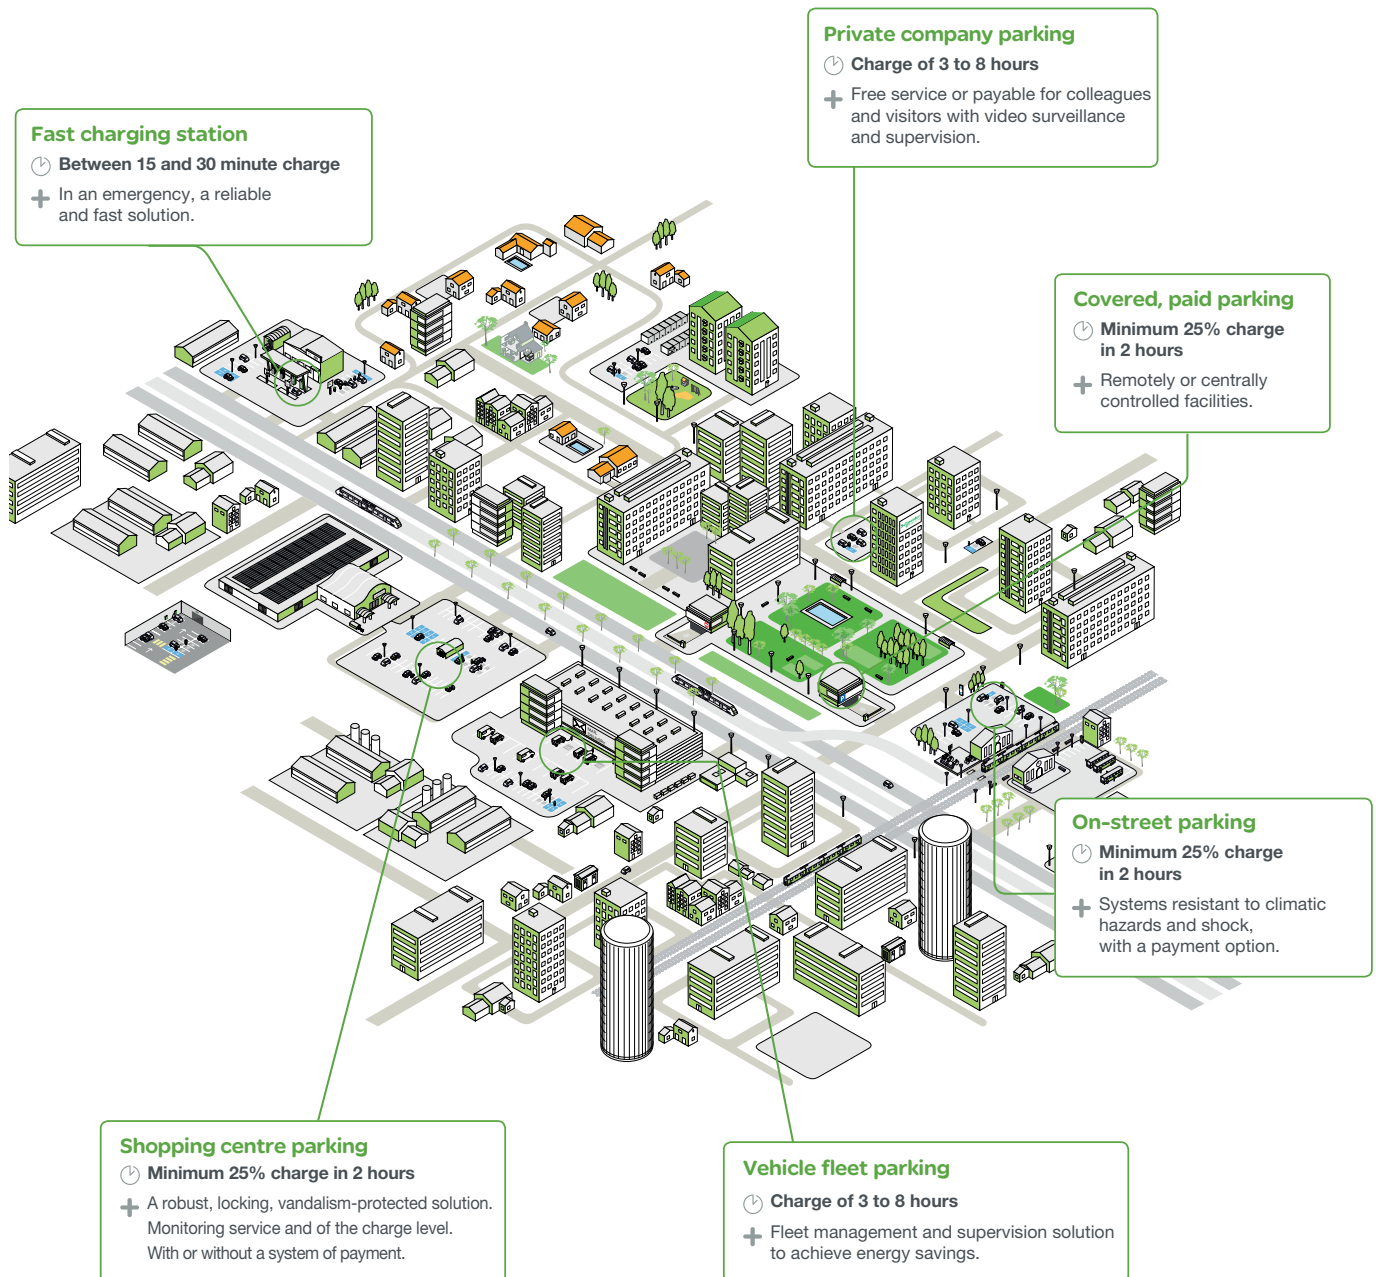 Private company parking
Charge of 3 to 8 hours
Free service or payable for colleagues
and visitors with video surveillance
and supervision.
Fast charging station
Between 15 and 30 minute charge
In an emergency, a reliable
and fast solution.
Covered, paid parking
Minimum 25% charge
in 2 hours
Remotely or centrally
controlled facilities.
On-street parking
Minimum 25% charge
in 2 hours
Systems resistant to climatic
hazards and shock,
with a payment option.
Shopping centre parking
Minimum 25% charge in 2 hours
A robust, locking, vandalism-protected solution.
Monitoring service and of the charge level.
With or without a system of payment.
Vehicle fleet parking
Charge of 3 to 8 hours
Fleet management and supervision solution
to achieve energy savings.